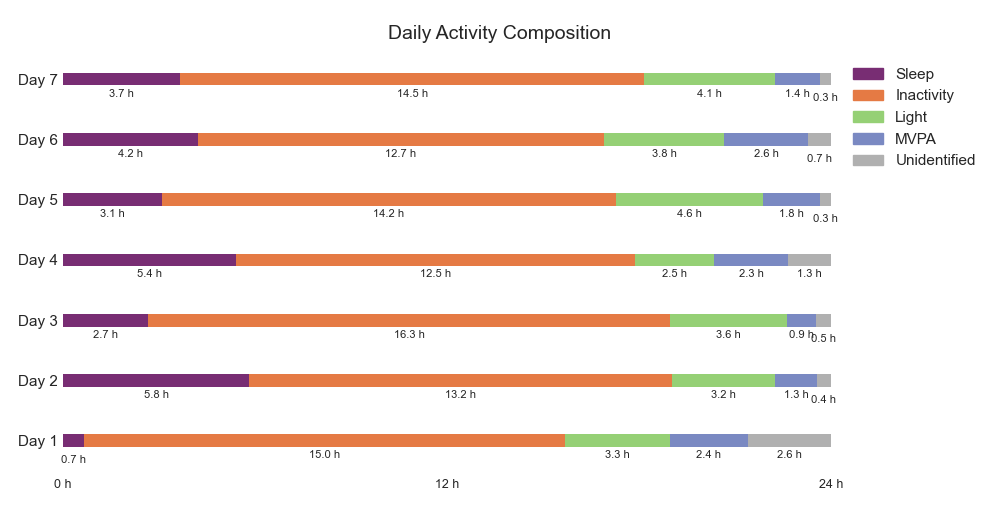 Daily Activity Composition
Day 7
3.7 h 14.5 h 4.1 h 1.4 h 0.3 h
Day 6
4.2 h 12.7 h 3.8 h 2.6 h 0.7 h
Day 5
3.1 h 14.2 h 4.6 h 1.8 h 0.3 h
Day 4
5.4 h 12.5 h 2.5 h 2.3 h 1.3 h
Day 3
2.7 h 16.3 h 3.6 h 0.9 h 0.5 h
Day 2
5.8 h 13.2 h 3.2 h 1.3 h 0.4 h
Day 1
0.7 h 15.0 h 3.3 h 2.4 h 2.6 h
0 h 12 h 24 h
Sleep
Inactivity
Light
MVPA
Unidentified